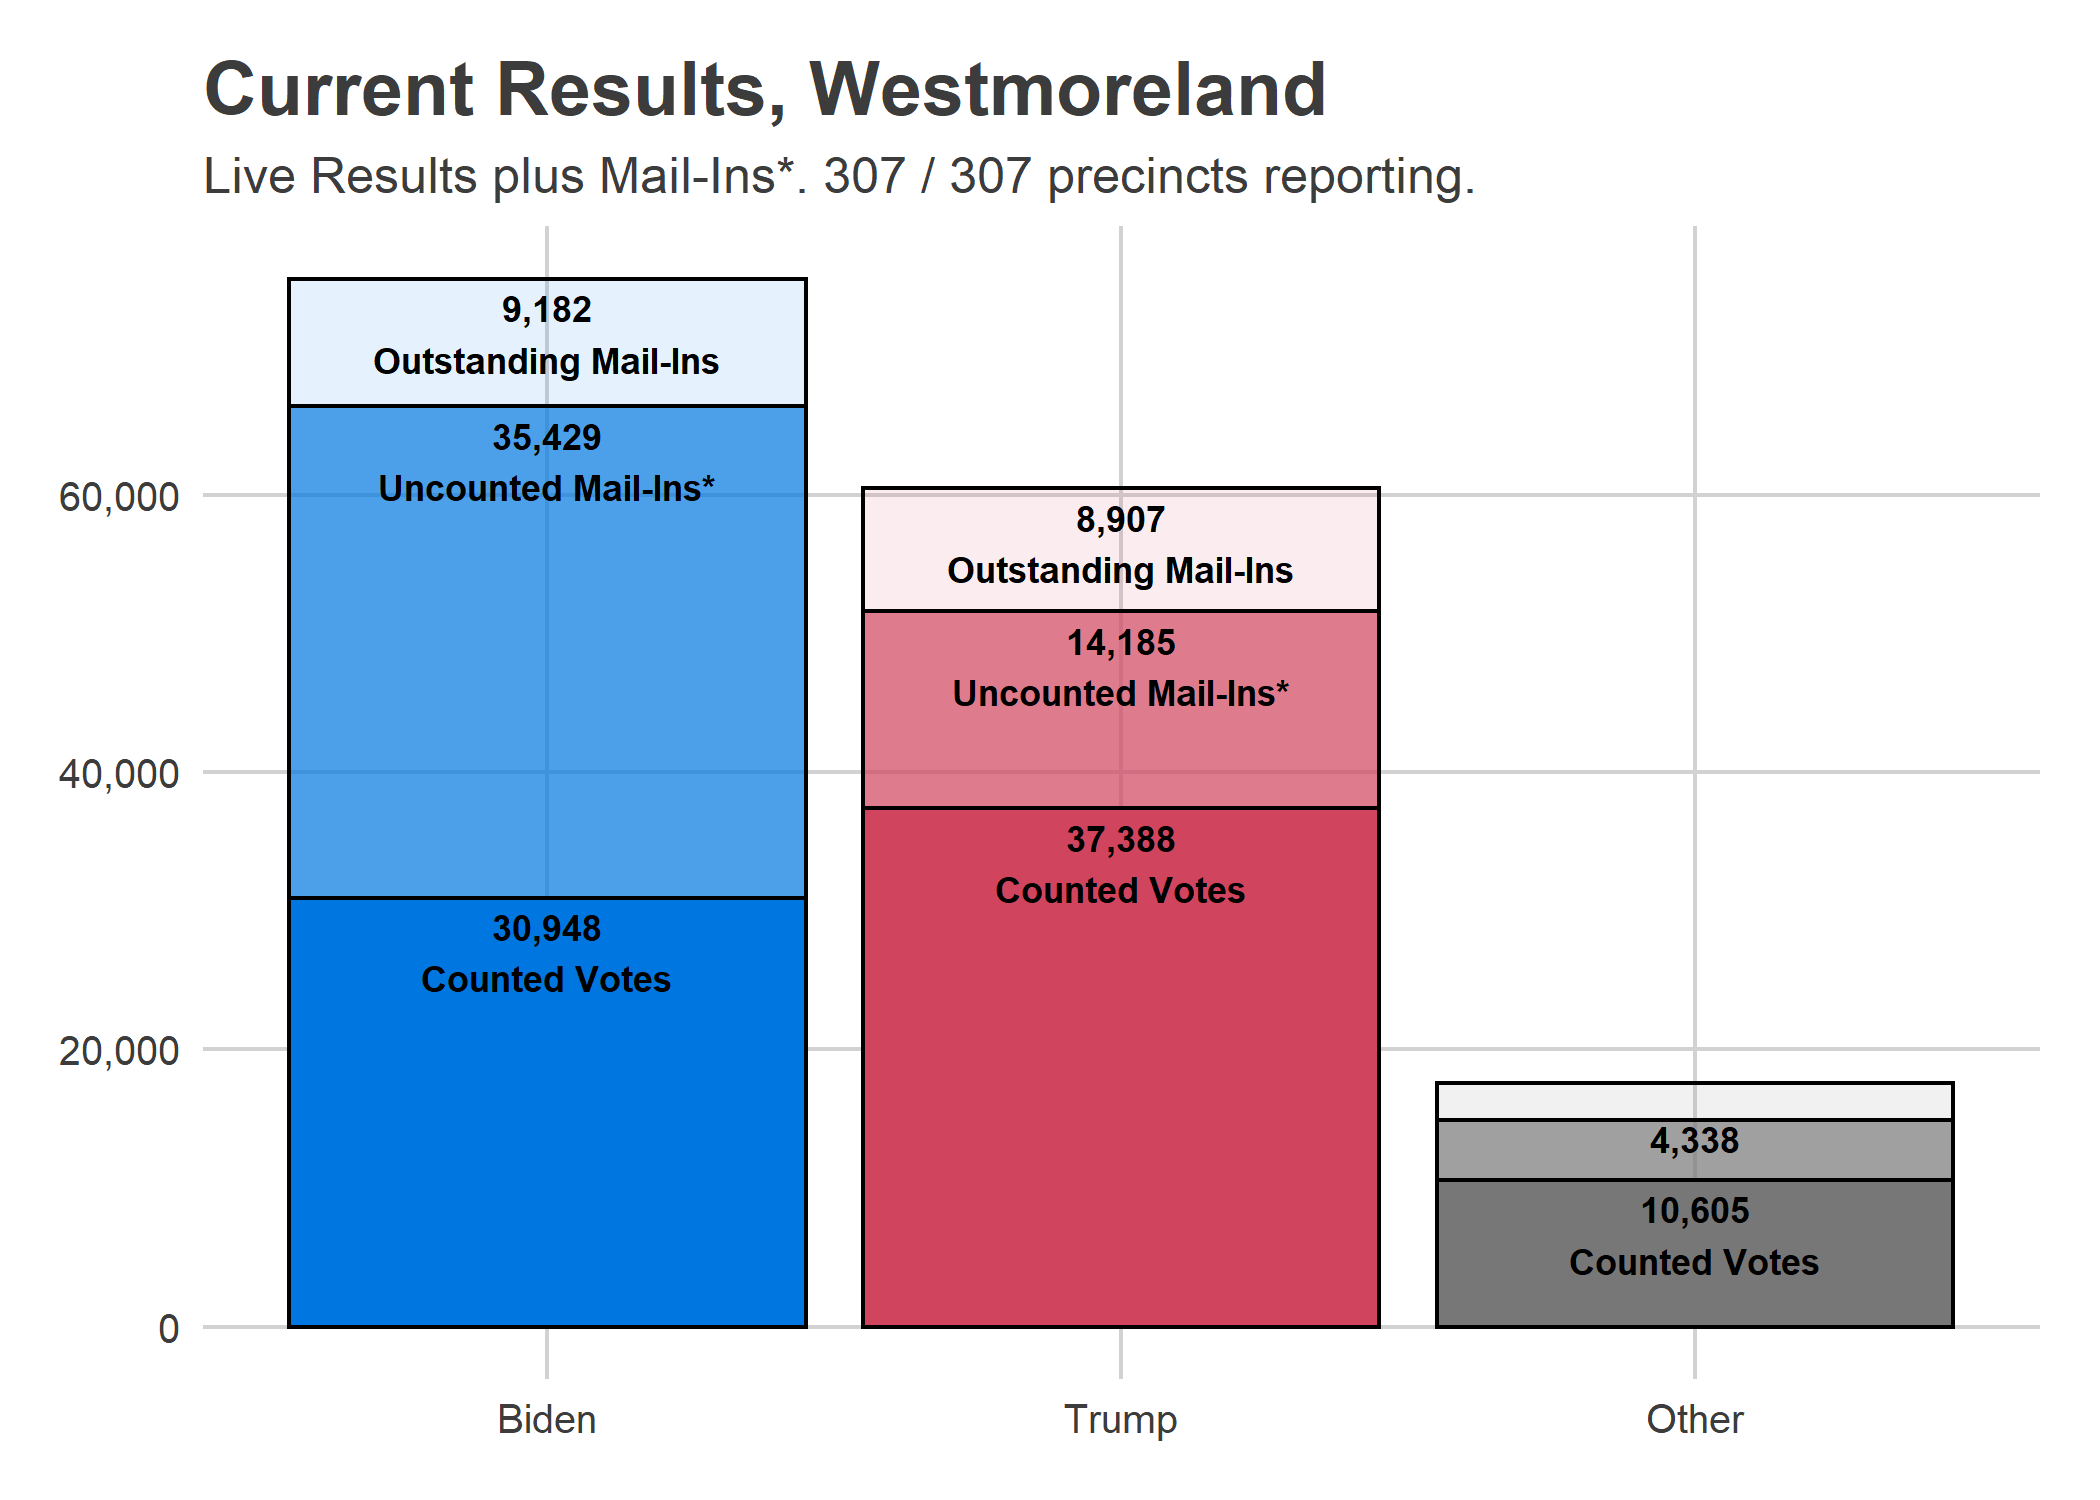 Current Results, Westmoreland
Live Results plus Mail-Ins*. 307 / 307 precincts reporting.
9,182
Outstanding Mail-Ins
35,429
Uncounted Mail-Ins*
30,948
Counted Votes
8,907
Outstanding Mail-Ins
14,185
Uncounted Mail-Ins*
37,388
Counted Votes
4,338
10,605
Counted Votes
60,000
40,000
20,000
0
Biden
Trump
Other